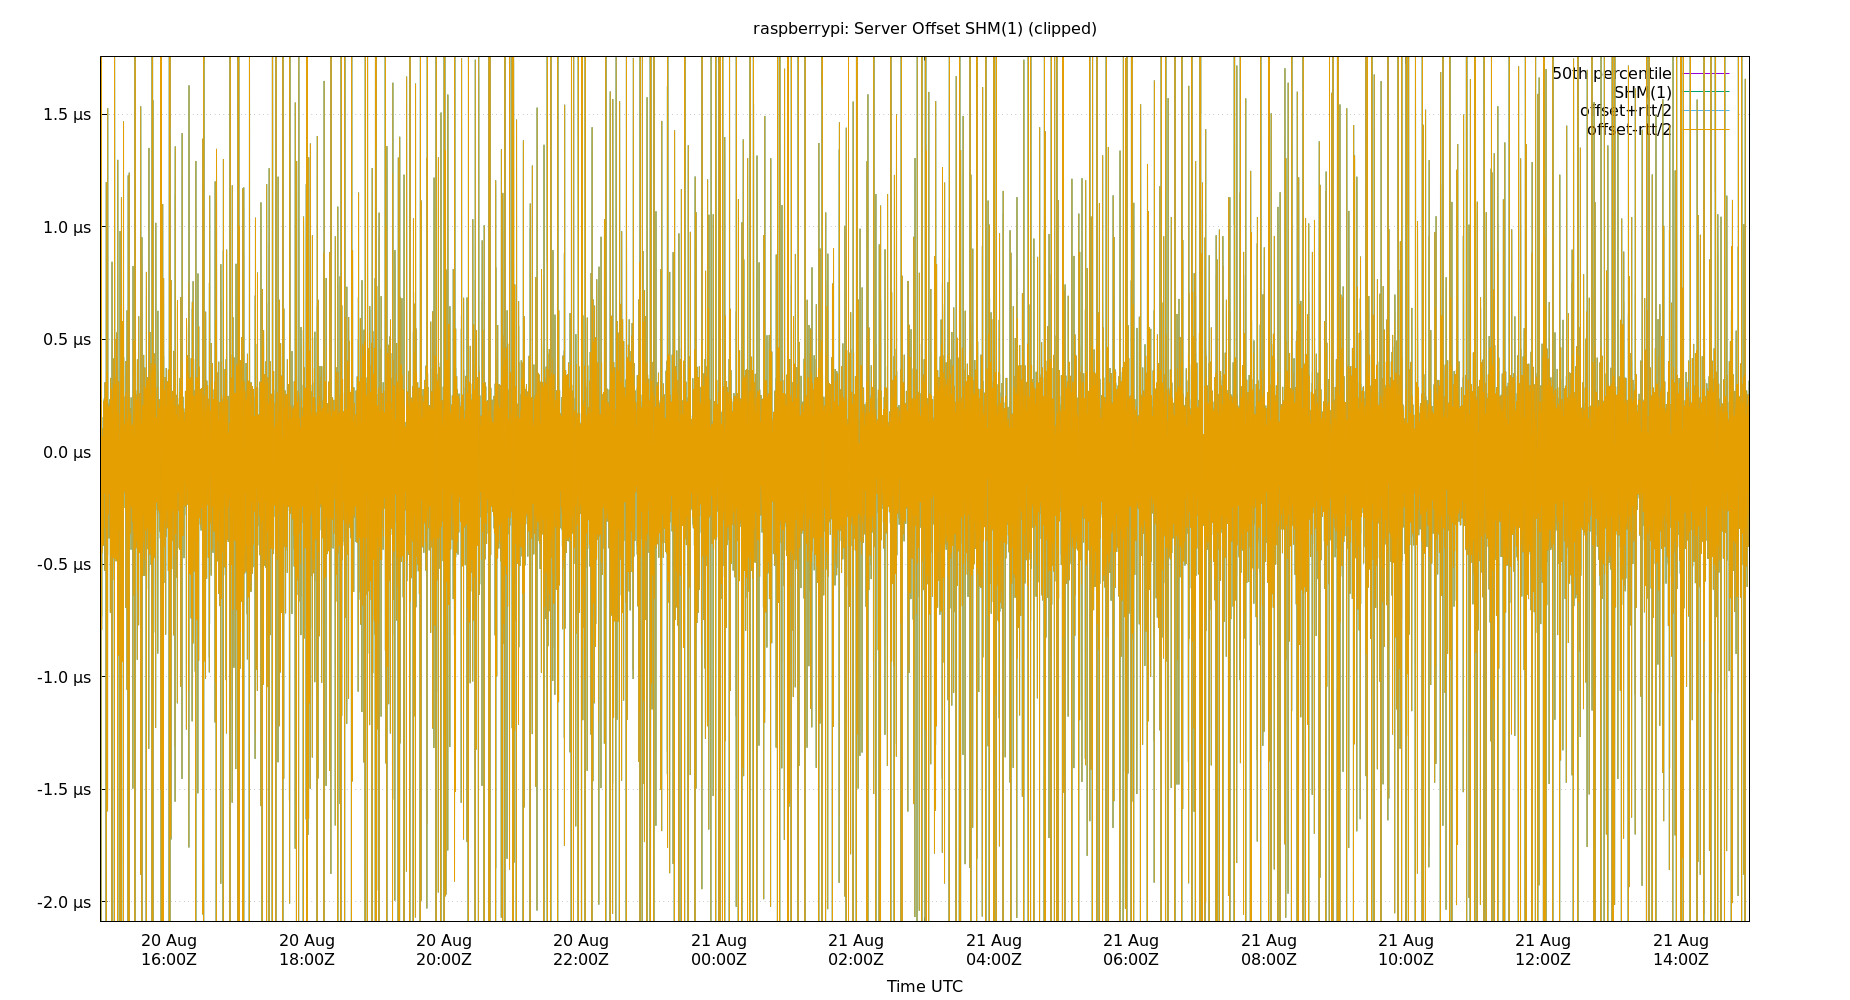 raspberrypi: Server Offset SHM(1) (clipped)
50th percentile
SHM(1)
offset+rtt/2
offset-rtt/2
1.5 µs
1.0 µs
0.5 µs
0.0 µs
-0.5 µs
-1.0 µs
-1.5 µs
-2.0 µs
20 Aug 20 Aug 20 Aug 20 Aug 21 Aug 21 Aug 21 Aug 21 Aug 21 Aug 21 Aug 21 Aug 21 Aug
16:00Z 18:00Z 20:00Z 22:00Z 00:00Z 02:00Z 04:00Z 06:00Z 08:00Z 10:00Z 12:00Z 14:00Z
Time UTC